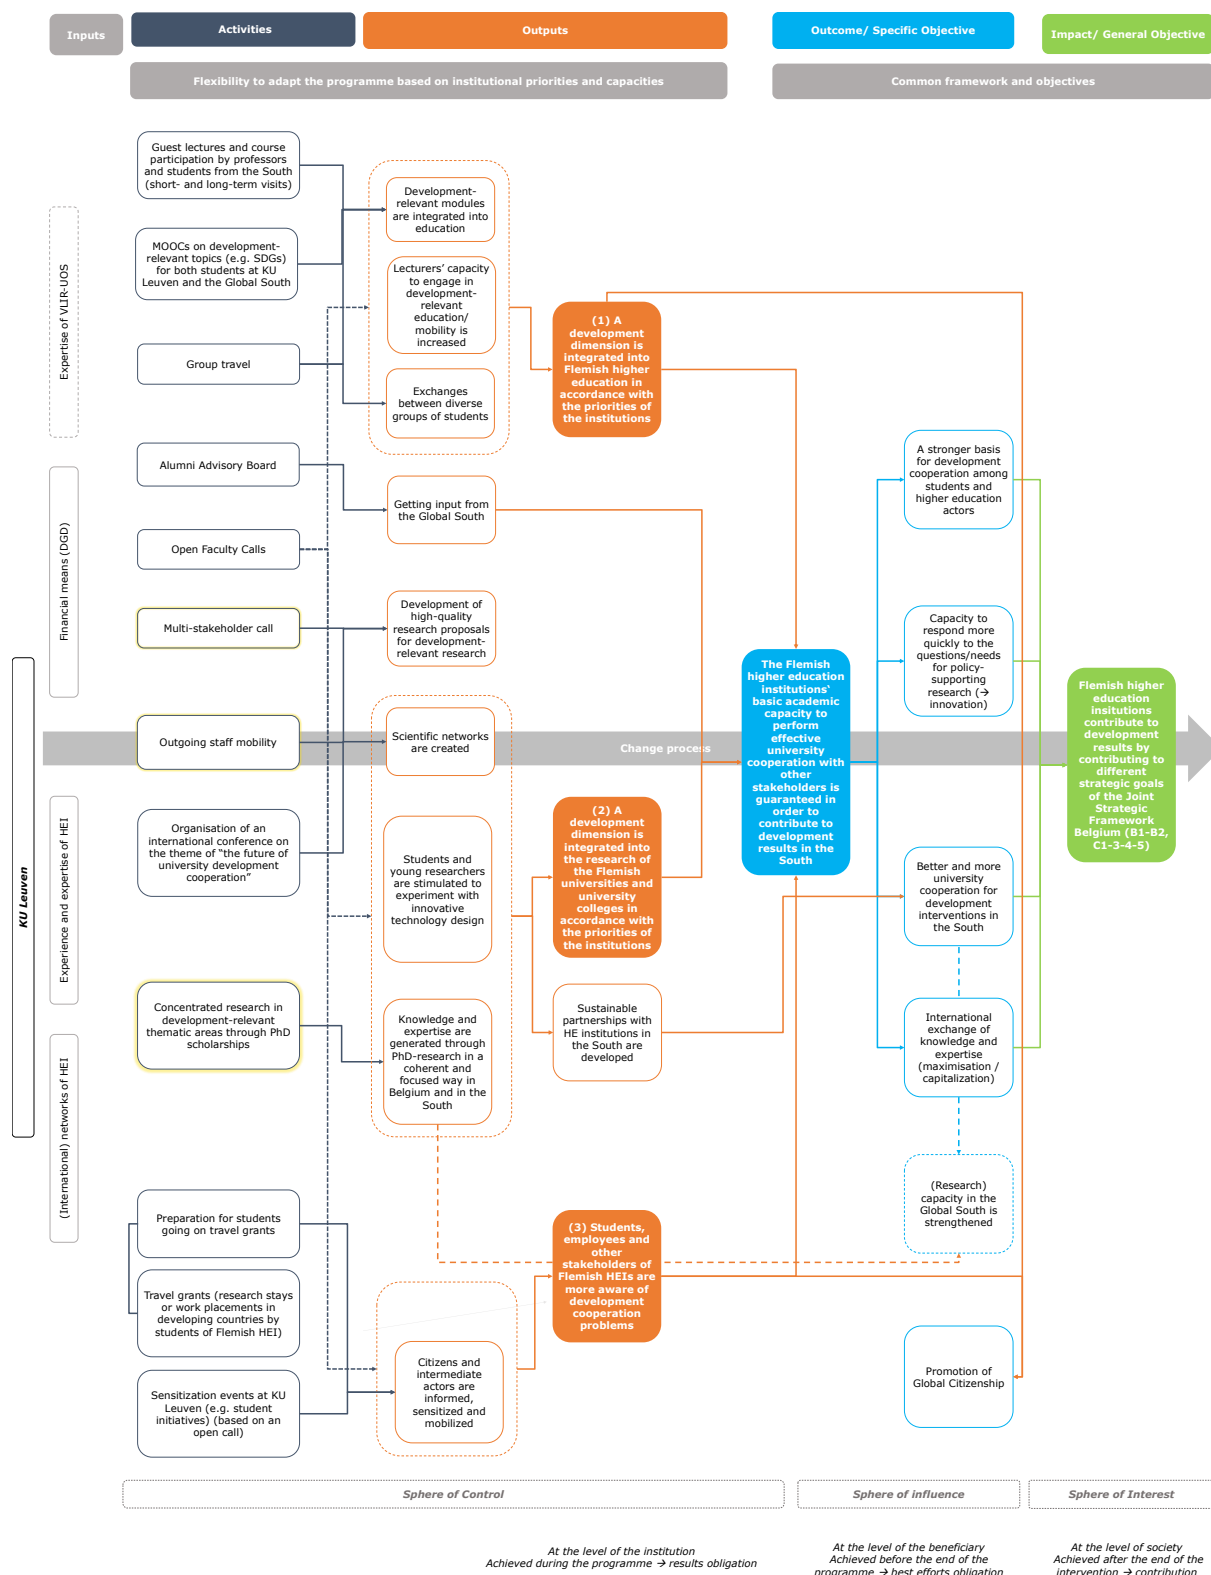 Inputs
Activities
Outputs
Outcome/ Specific Objective
Impact/ General Objective
Flexibility to adapt the programme based on institutional priorities and capacities
Common framework and objectives
KU Leuven
Expertise of VLIR-UOS
Financial means (DGD)
Experience and expertise of HEI
(International) networks of HEI
Guest lectures and course
participation by professors
and students from the South
(short- and long-term visits)
MOOCs on development-
relevant topics (e.g. SDGs)
for both students at KU
Leuven and the Global South
Group travel
Alumni Advisory Board
Open Faculty Calls
Multi-stakeholder call
Outgoing staff mobility
Organisation of an
international conference on
the theme of “the future of
university development
cooperation”
Concentrated research in
development-relevant
thematic areas through PhD
scholarships
Preparation for students
going on travel grants
Travel grants (research stays
or work placements in
developing countries by
students of Flemish HEI)
Sensitization events at KU
Leuven (e.g. student
initiatives) (based on an
open call)
Development-
relevant modules
are integrated into
education
Lecturers’ capacity
to engage in
development-
relevant
education/
mobility is
increased
Exchanges
between diverse
groups of students
Getting input from
the Global South
Development of
high-quality
research proposals
for development-
relevant research
Scientific networks
are created
Students and
young researchers
are stimulated to
experiment with
innovative
technology design
Knowledge and
expertise are
generated through
PhD-research in a
coherent and
focused way in
Belgium and in the
South
Citizens and
intermediate
actors are
informed,
sensitized and
mobilized
(1) A
development
dimension is
integrated into
Flemish higher
education in
accordance with
the priorities of
the institutions
Change process
(2) A
development
dimension is
integrated into
the research of
the Flemish
universities and
university
colleges in
accordance with
the priorities of
the institutions
Sustainable
partnerships with
HE institutions in
the South are
developed
(3) Students,
employees and
other
stakeholders of
Flemish HEIs are
more aware of
development
cooperation
problems
The Flemish
higher education
institutions‘
basic academic
capacity to
perform
effective
university
cooperation with
other
stakeholders is
guaranteed in
order to
contribute to
development
results in the
South
A stronger basis
for development
cooperation among
students and
higher education
actors
Capacity to
respond more
quickly to the
questions/needs
for policy-
supporting
research (→
innovation)
Better and more
university
cooperation for
development
interventions in
the South
International
exchange of
knowledge and
expertise
(maximisation /
capitalization)
(Research)
capacity in the
Global South is
strengthened
Promotion of
Global Citizenship
Flemish higher
education
insitutions
contribute to
development
results by
contributing to
different
strategic goals
of the Joint
Strategic
Framework
Belgium (B1–B2,
C1-3-4-5)
Sphere of Control
Sphere of influence
Sphere of Interest
At the level of the institution
Achieved during the programme → results obligation
At the level of the beneficiary
Achieved before the end of the
programme → best efforts obligation
At the level of society
Achieved after the end of the
intervention → contribution